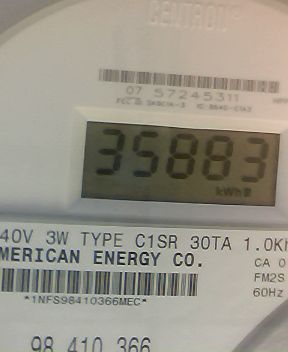 CENTRON®
07 57245311
35883
kWh
40V 3W TYPE C1SR 30TA 1.0Kh
MERICAN ENERGY CO.
CA 0
FM2S
*1NFS98410366MEC*
60Hz
98 410 366